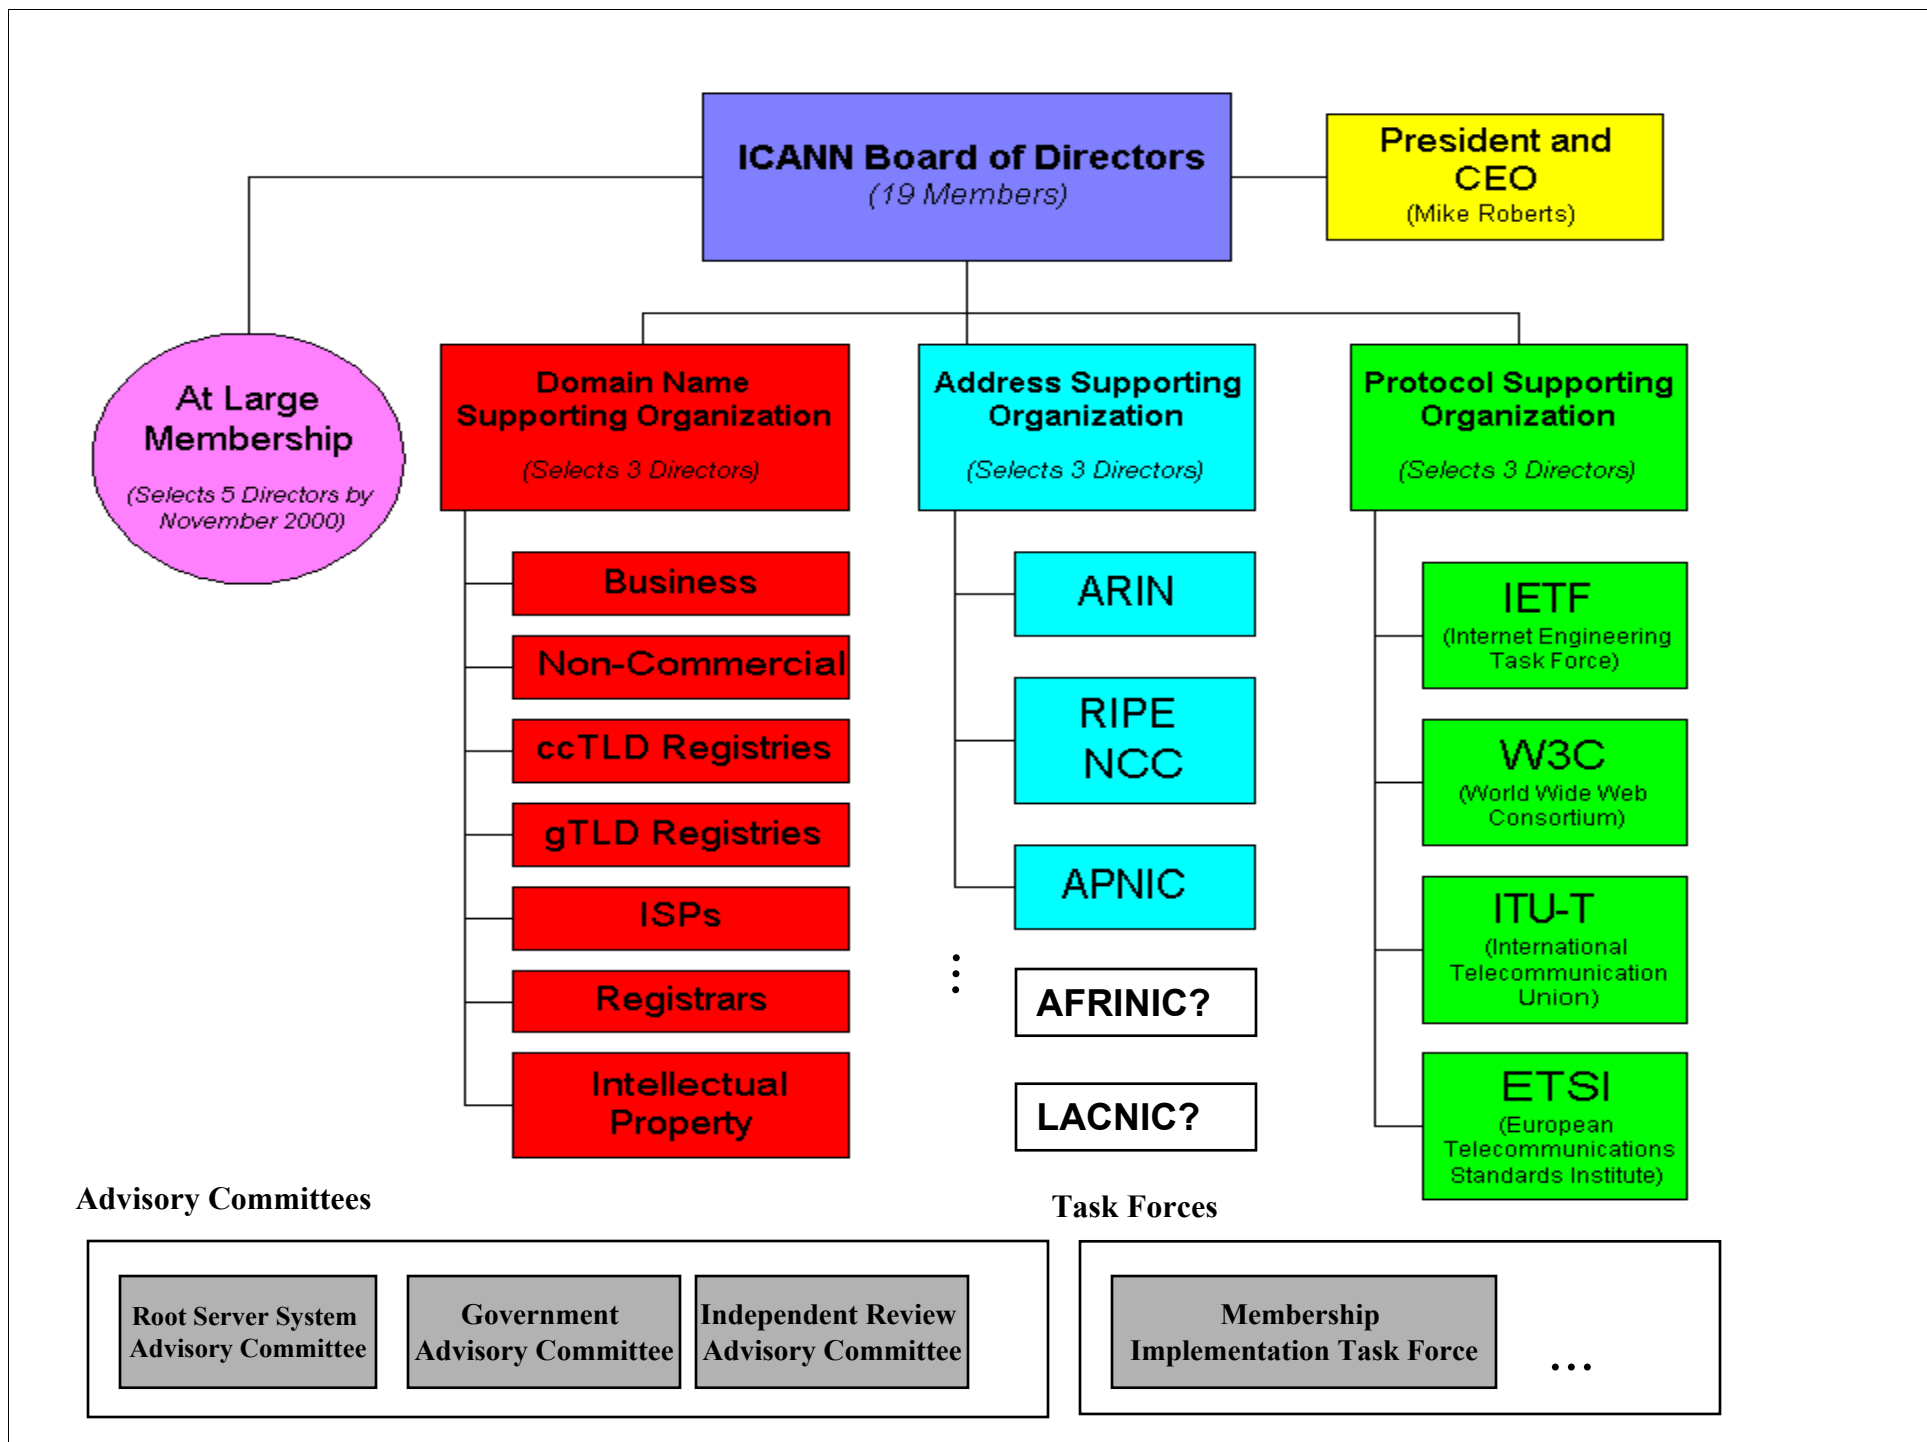 ICANN Board of Directors
(19 Members)
President and
CEO
(Mike Roberts)
At Large
Membership
(Selects 5 Directors by
November 2000)
Domain Name
Supporting Organization
(Selects 3 Directors)
Business
Non-Commercial
ccTLD Registries
gTLD Registries
ISPs
Registrars
Intellectual
Property
Address Supporting
Organization
(Selects 3 Directors)
ARIN
RIPE
NCC
APNIC
⋮
AFRINIC?
LACNIC?
Protocol Supporting
Organization
(Selects 3 Directors)
IETF
(Internet Engineering
Task Force)
W3C
(World Wide Web
Consortium)
ITU-T
(International
Telecommunication
Union)
ETSI
(European
Telecommunications
Standards Institute)
Advisory Committees
Root Server System
Advisory Committee
Government
Advisory Committee
Independent Review
Advisory Committee
Task Forces
Membership
Implementation Task Force
...